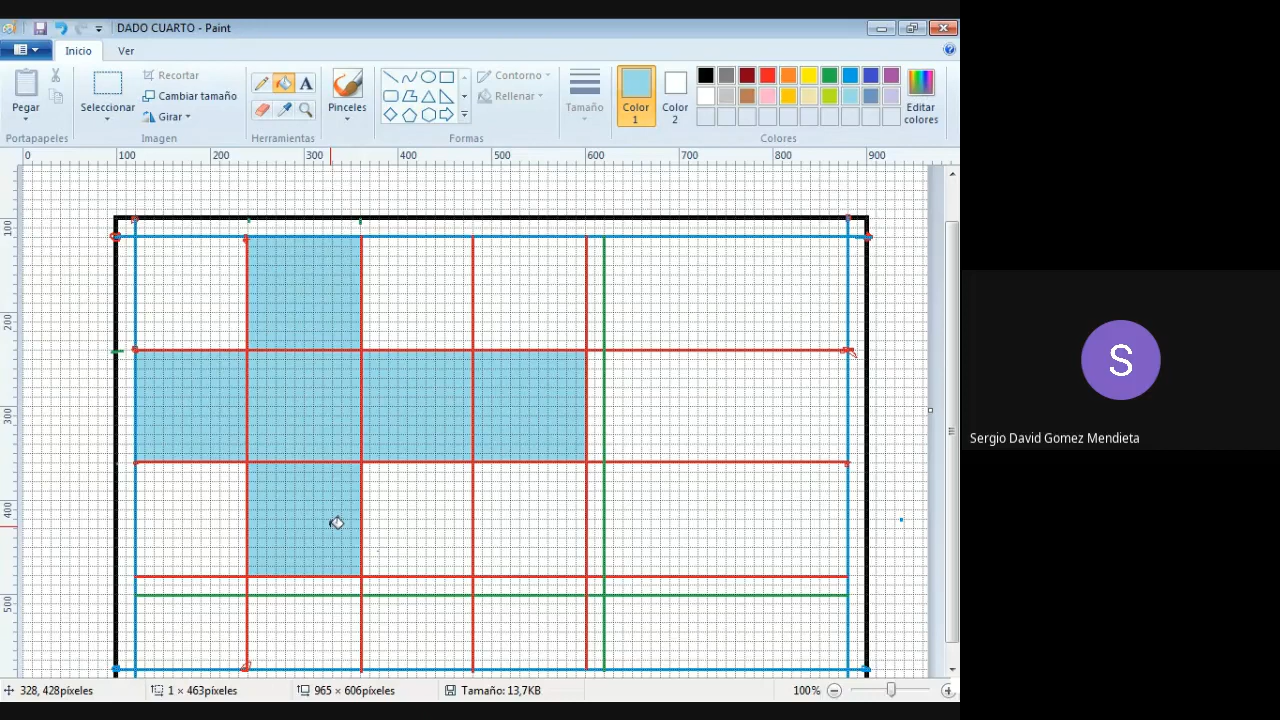 DADO CUARTO - Paint
Inicio
Ver
Pegar
Portapapeles
Seleccionar
Recortar
Cambiar tamaño
Girar
Imagen
A
Herramientas
Pinceles
Contorno
Rellenar
Formas
Tamaño
Color 1
Color 2
Editar colores
Colores
0 100 200 300 400 500 600 700 800 900
100
200
300
400
500
S
Sergio David Gomez Mendieta
328, 428píxeles
1 × 463píxeles
965 × 606píxeles
Tamaño: 13,7KB
100%